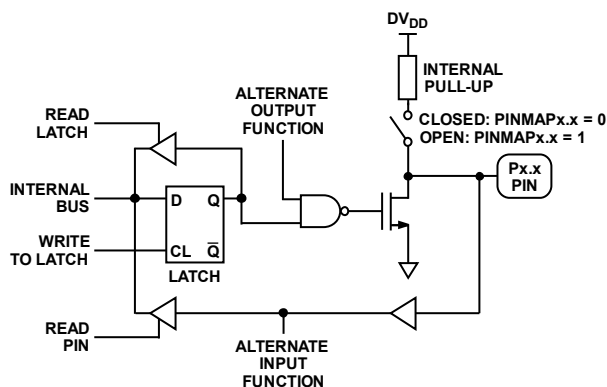 DVDD
INTERNAL
PULL-UP
CLOSED: PINMAPx.x = 0
OPEN: PINMAPx.x = 1
ALTERNATE
OUTPUT
FUNCTION
READ
LATCH
Px.x
PIN
INTERNAL
BUS
D
Q
WRITE
TO LATCH
CL
Q̅
LATCH
READ
PIN
ALTERNATE
INPUT
FUNCTION